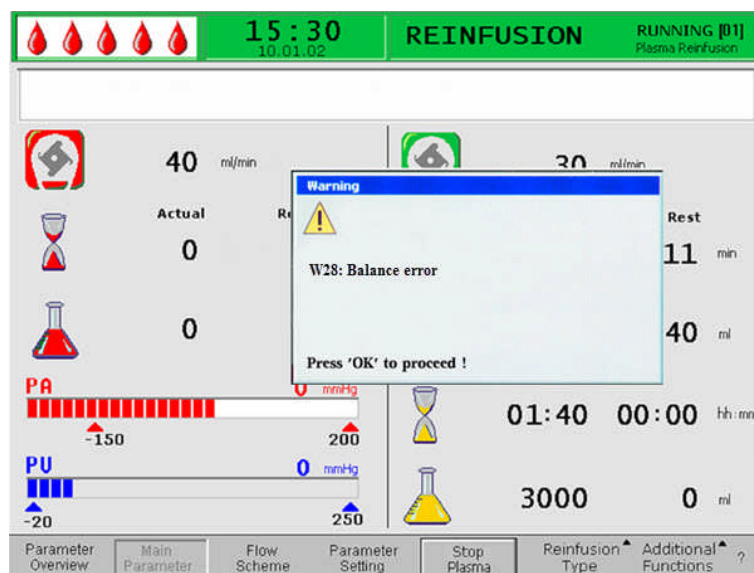 15:30
10.01.02
REINFUSION
RUNNING [01]
Plasma Reinfusion
40 ml/min
30 ml/min
Warning
W28: Balance error
Press 'OK' to proceed !
Actual
Rest
0
11 min
0
40 ml
PA 0 mmHg
-150 200
01:40 00:00
PV 0 mmHg
-20 250
3000 0 ml
Parameter Overview
Main Parameter
Flow Scheme
Parameter Setting
Stop Plasma
Reinfusion Type
Additional Functions
?